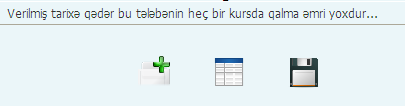 Verilmiş tarixə qədər bu tələbənin heç bir kursda qalma əmri yoxdur...